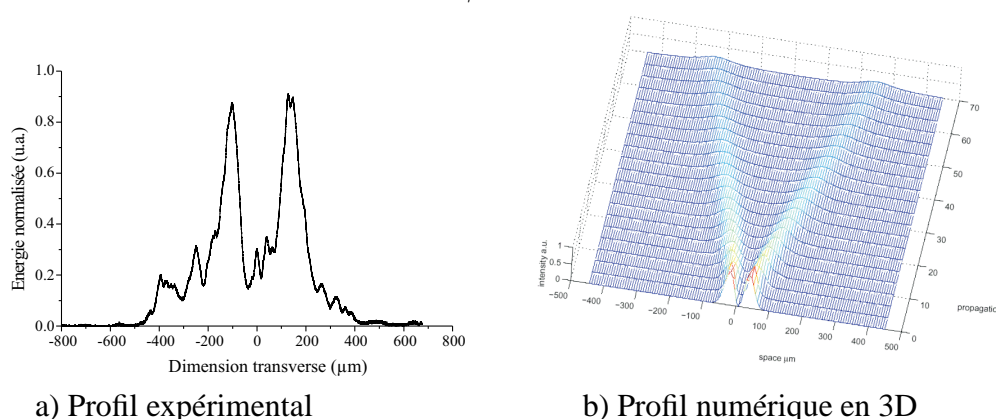 1.0
0.8
0.6
0.4
0.2
0.0
Energie normalisée (u.a.)
-800 -600 -400 -200 0 200 400 600 800
Dimension transverse (µm)
a) Profil expérimental
70
60
50
40
30
20
10
0
propagation
1
0.5
0
intensity a.u.
−500 −400 −300 −200 −100 0 100 200 300 400 500
space µm
b) Profil numérique en 3D